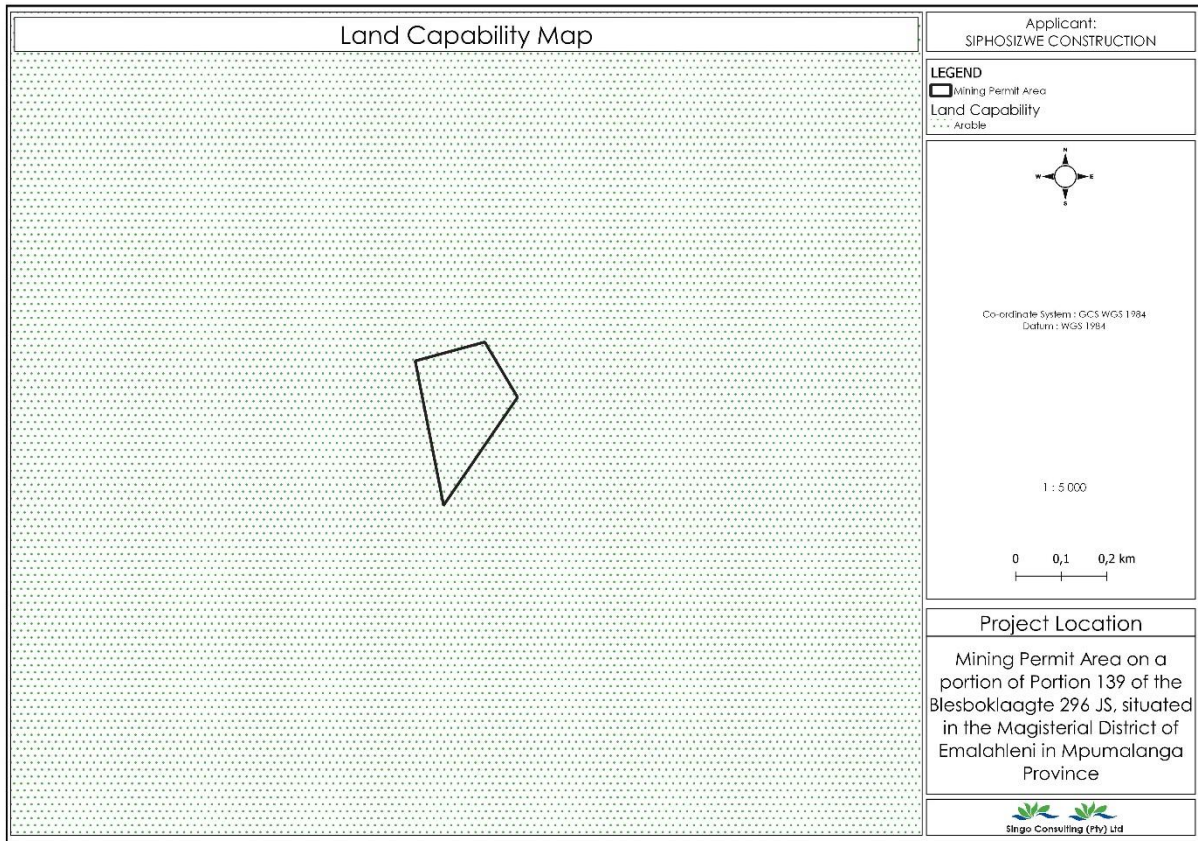 Land Capability Map
Applicant:
SIPHOSIZWE CONSTRUCTION
LEGEND
Mining Permit Area
Land Capability
Arable
N
W E
S
Co-ordinate System : GCS WGS 1984
Datum : WGS 1984
1 : 5 000
0 0,1 0,2 km
Project Location
Mining Permit Area on a
portion of Portion 139 of the
Blesboklaagte 296 JS, situated
in the Magisterial District of
Emalahleni in Mpumalanga
Province
Singo Consulting (Pty) Ltd